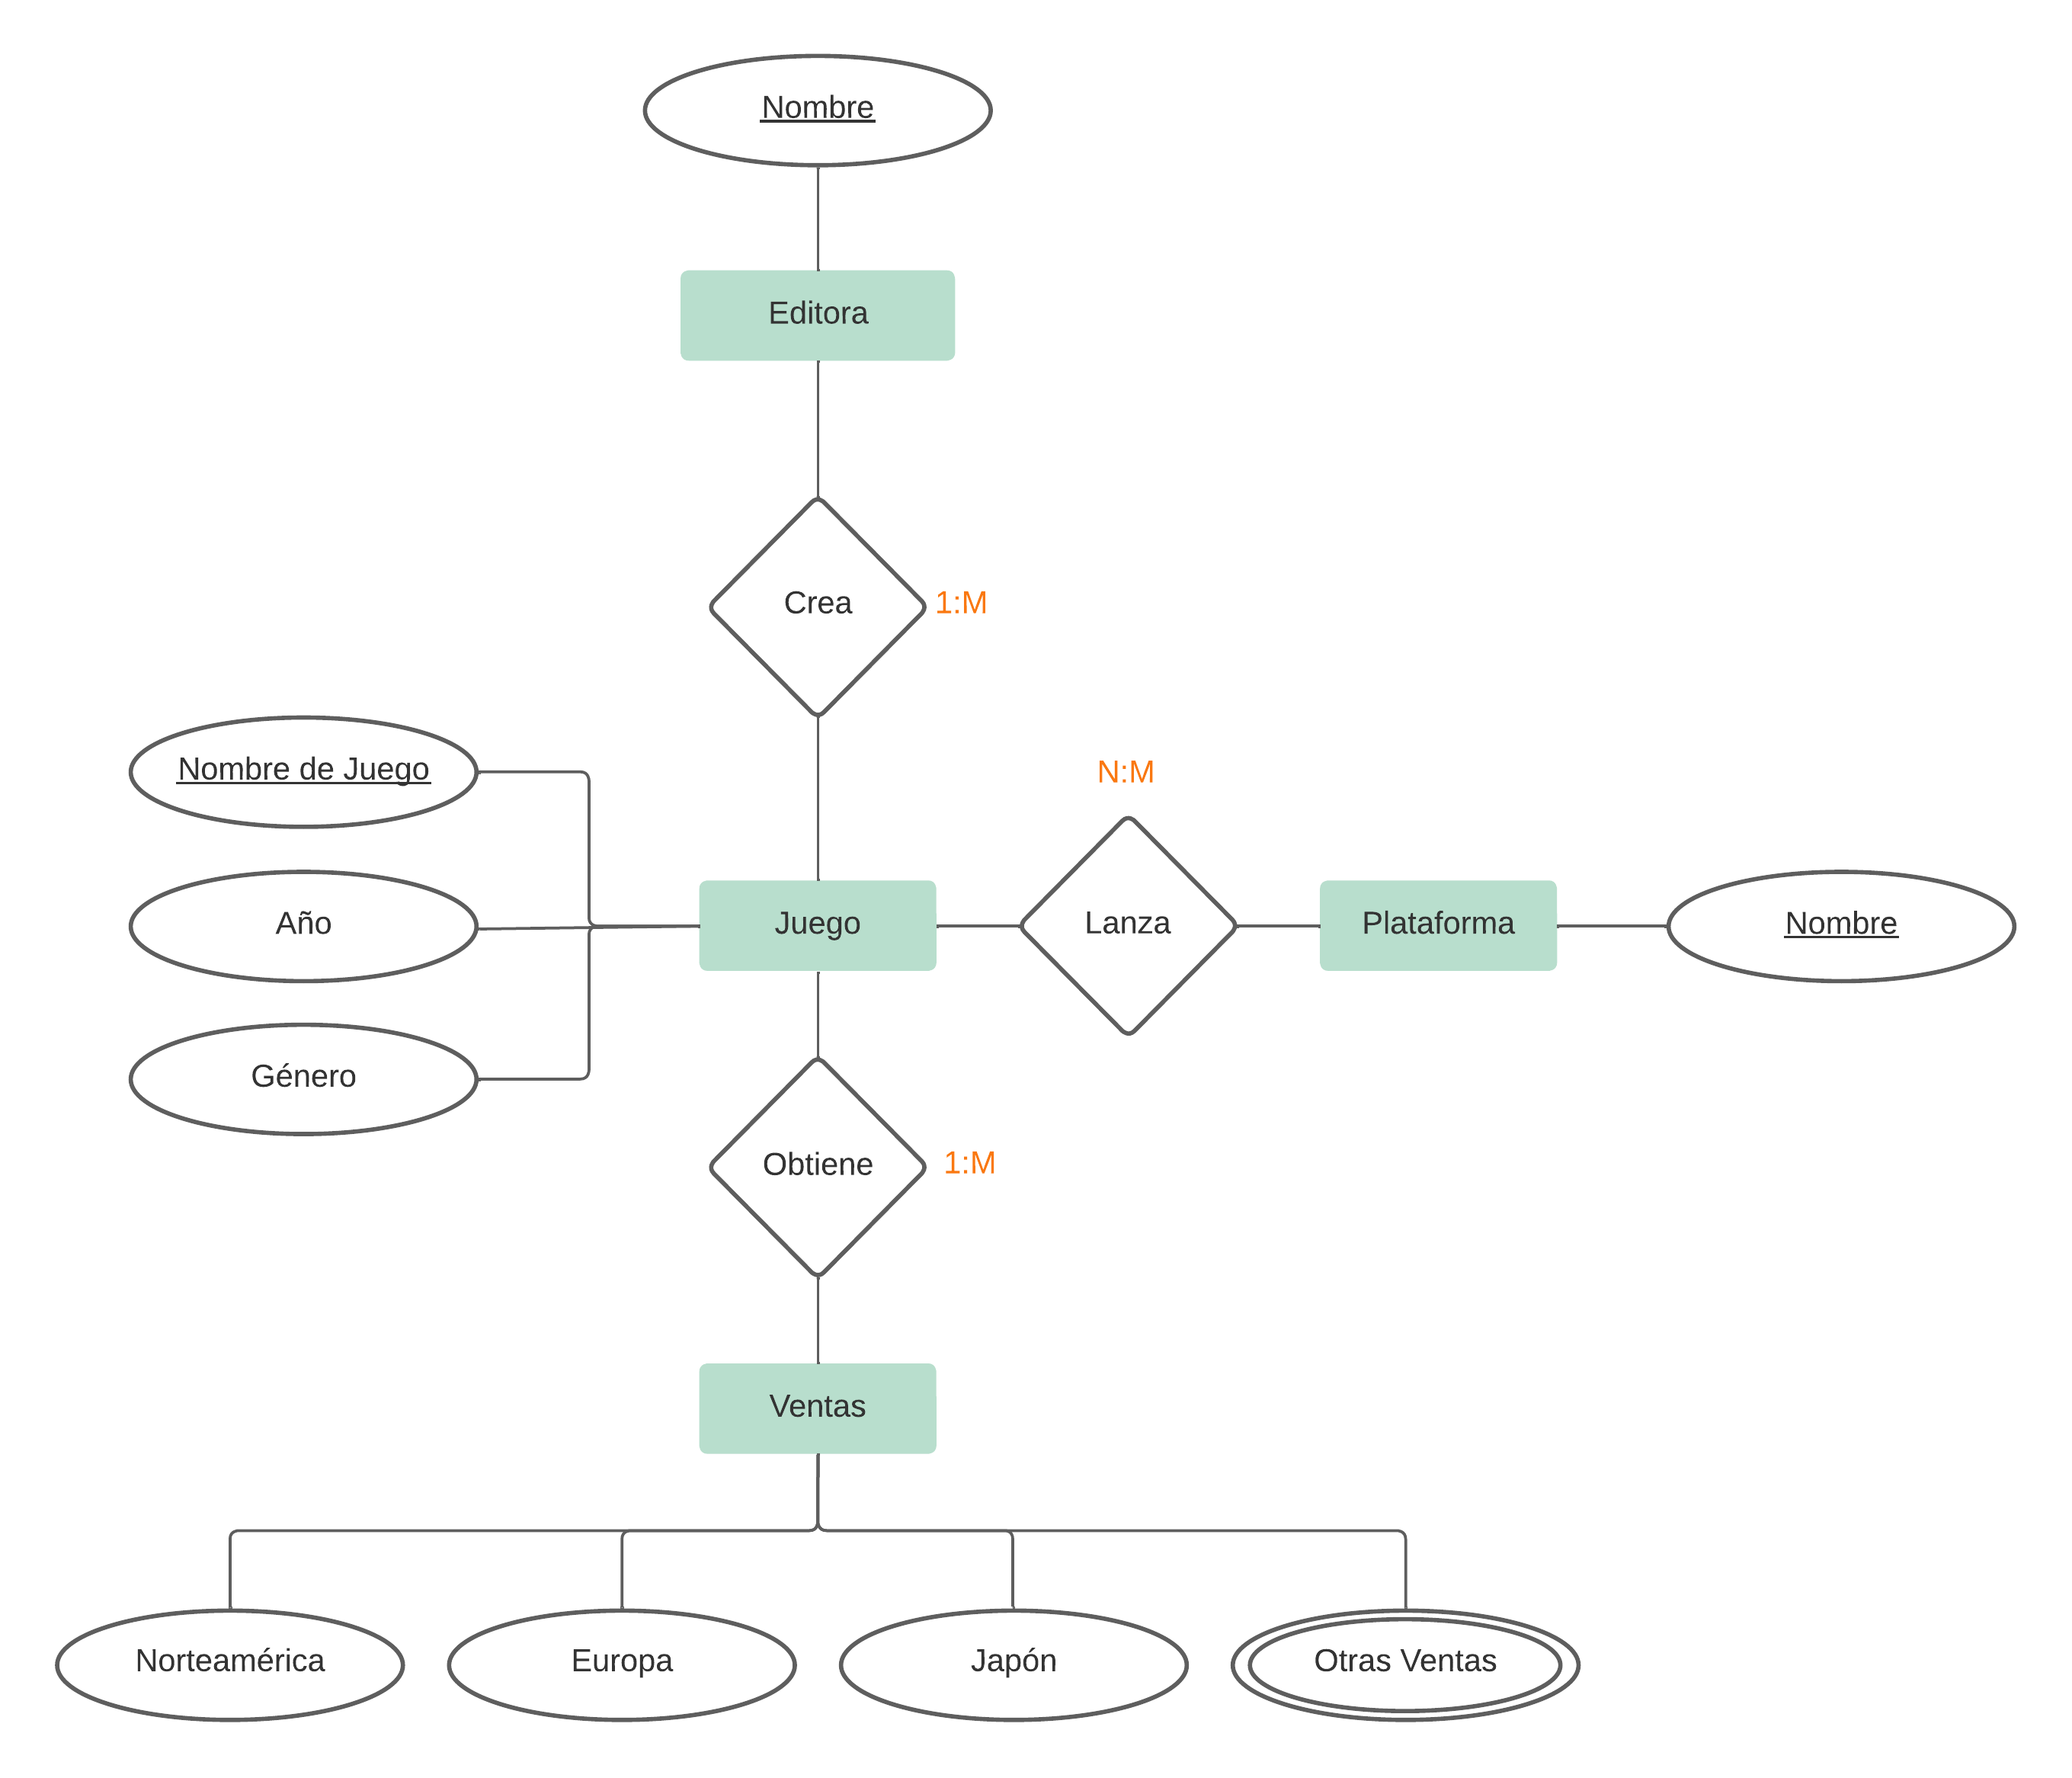 Nombre
Editora
Crea
1:M
Nombre de Juego
N:M
Año
Juego
Lanza
Plataforma
Nombre
Género
Obtiene
1:M
Ventas
Norteamérica
Europa
Japón
Otras Ventas